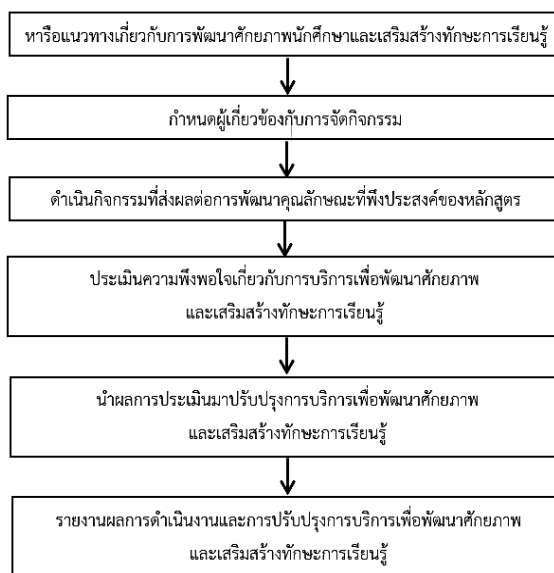 หารือแนวทางเกี่ยวกับการพัฒนาศักยภาพนักศึกษาและเสริมสร้างทักษะการเรียนรู้
กำหนดผู้เกี่ยวข้องกับการจัดกิจกรรม
ดำเนินกิจกรรมที่ส่งผลต่อการพัฒนาคุณลักษณะที่พึงประสงค์ของหลักสูตร
ประเมินความพึงพอใจเกี่ยวกับการบริการเพื่อพัฒนาศักยภาพ
และเสริมสร้างทักษะการเรียนรู้
นำผลการประเมินมาปรับปรุงการบริการเพื่อพัฒนาศักยภาพ
และเสริมสร้างทักษะการเรียนรู้
รายงานผลการดำเนินงานและการปรับปรุงการบริการเพื่อพัฒนาศักยภาพ
และเสริมสร้างทักษะการเรียนรู้